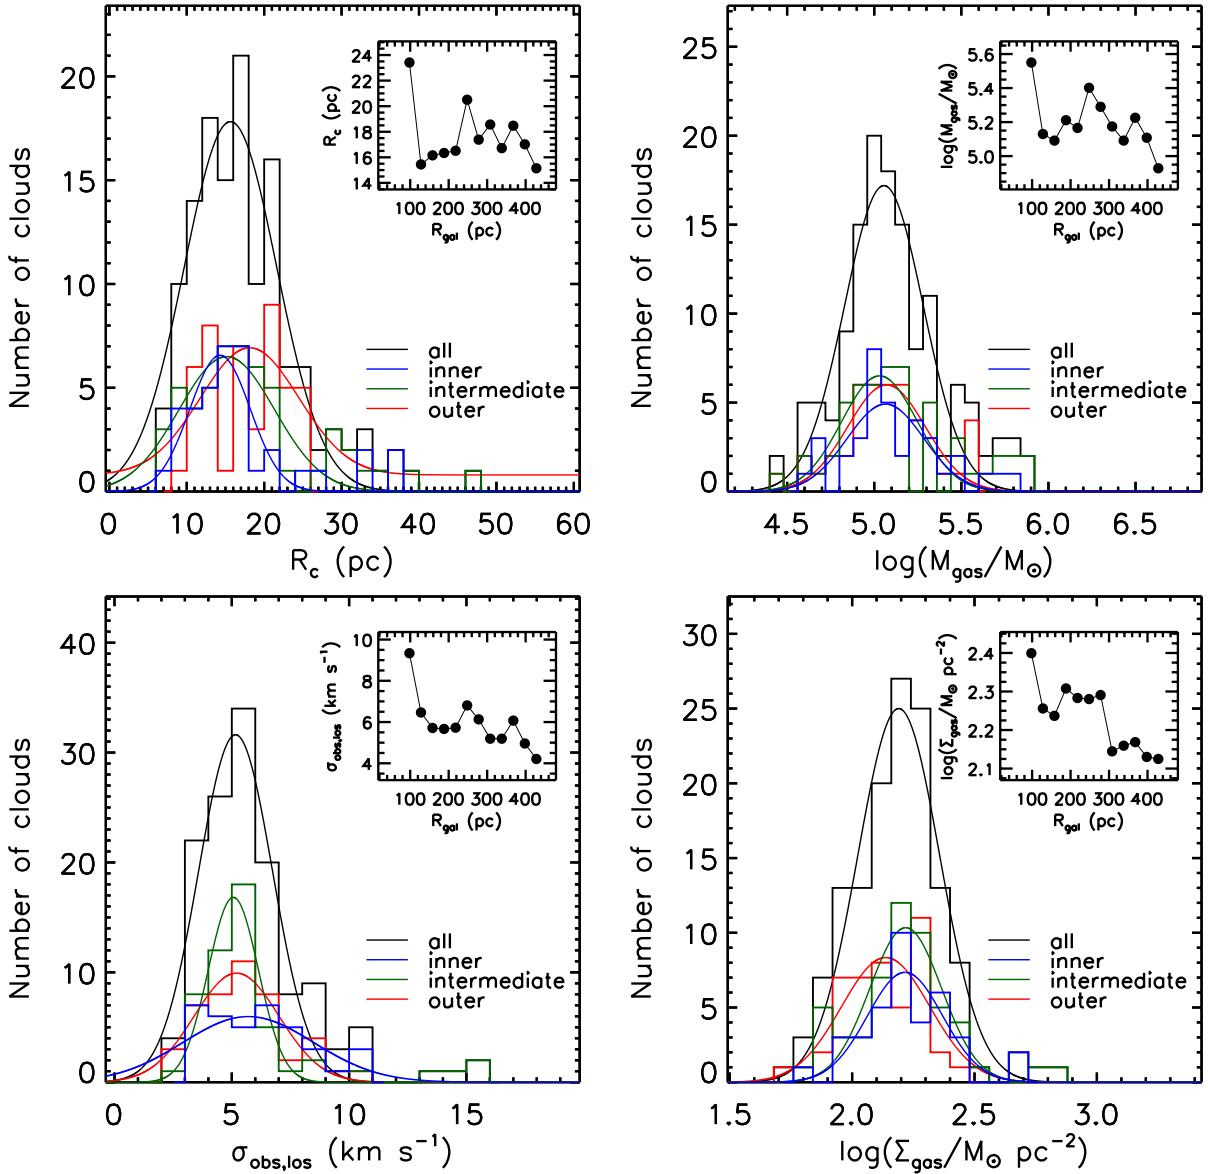 Number of clouds
20
15
10
5
0
0 10 20 30 40 50 60
R_c (pc)
all
inner
intermediate
outer
R_c (pc)
24
22
20
18
16
14
100 200 300 400
R_gal (pc)
Number of clouds
25
20
15
10
5
0
4.5 5.0 5.5 6.0 6.5
log(M_gas/M_⊙)
all
inner
intermediate
outer
log(M_gas/M_⊙)
5.6
5.4
5.2
5.0
100 200 300 400
R_gal (pc)
Number of clouds
40
30
20
10
0
0 5 10 15
σ_obs,los (km s⁻¹)
all
inner
intermediate
outer
σ_obs,los (km s⁻¹)
10
8
6
4
100 200 300 400
R_gal (pc)
Number of clouds
30
25
20
15
10
5
0
1.5 2.0 2.5 3.0
log(Σ_gas/M_⊙ pc⁻²)
all
inner
intermediate
outer
log(Σ_gas/M_⊙ pc⁻²)
2.4
2.3
2.2
2.1
100 200 300 400
R_gal (pc)